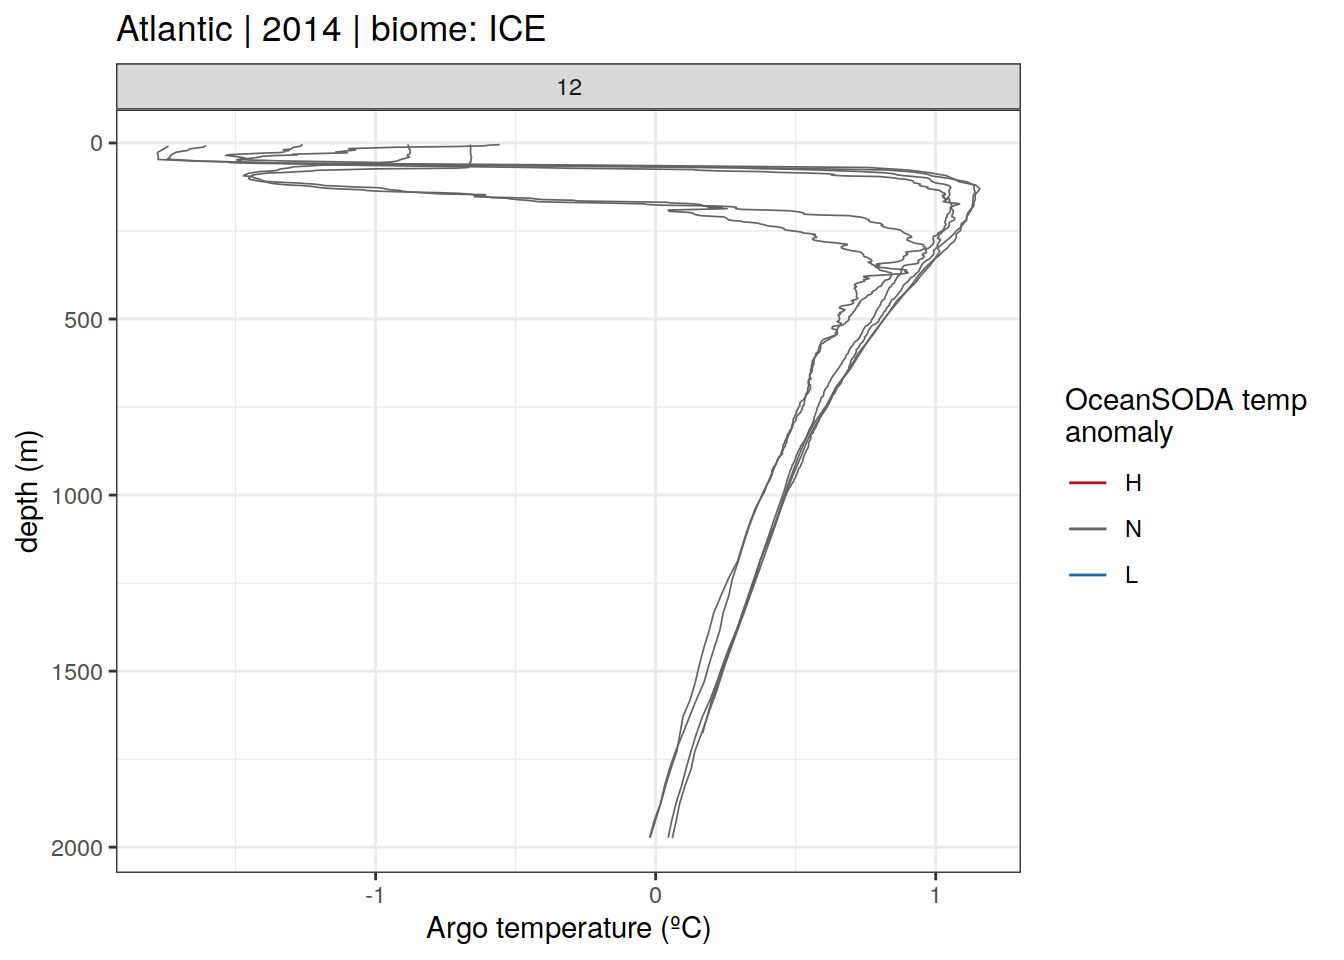 Atlantic | 2014 | biome: ICE
12
0
500
1000
1500
2000
depth (m)
-1
0
1
Argo temperature (ºC)
OceanSODA temp
anomaly
H
N
L